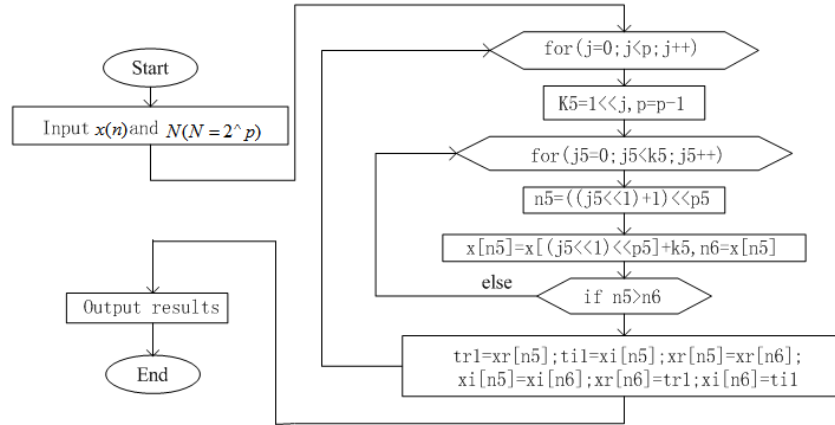 Start
Input x(n)and N(N=2^p)
for(j=0;j<p;j++)
K5=1<<j,p=p-1
for(j5=0;j5<k5;j5++)
n5=((j5<<1)+1)<<p5
x[n5]=x[(j5<<1)<<p5]+k5,n6=x[n5]
else
if n5>n6
tr1=xr[n5];ti1=xi[n5];xr[n5]=xr[n6];
xi[n5]=xi[n6];xr[n6]=tr1;xi[n6]=ti1
Output results
End